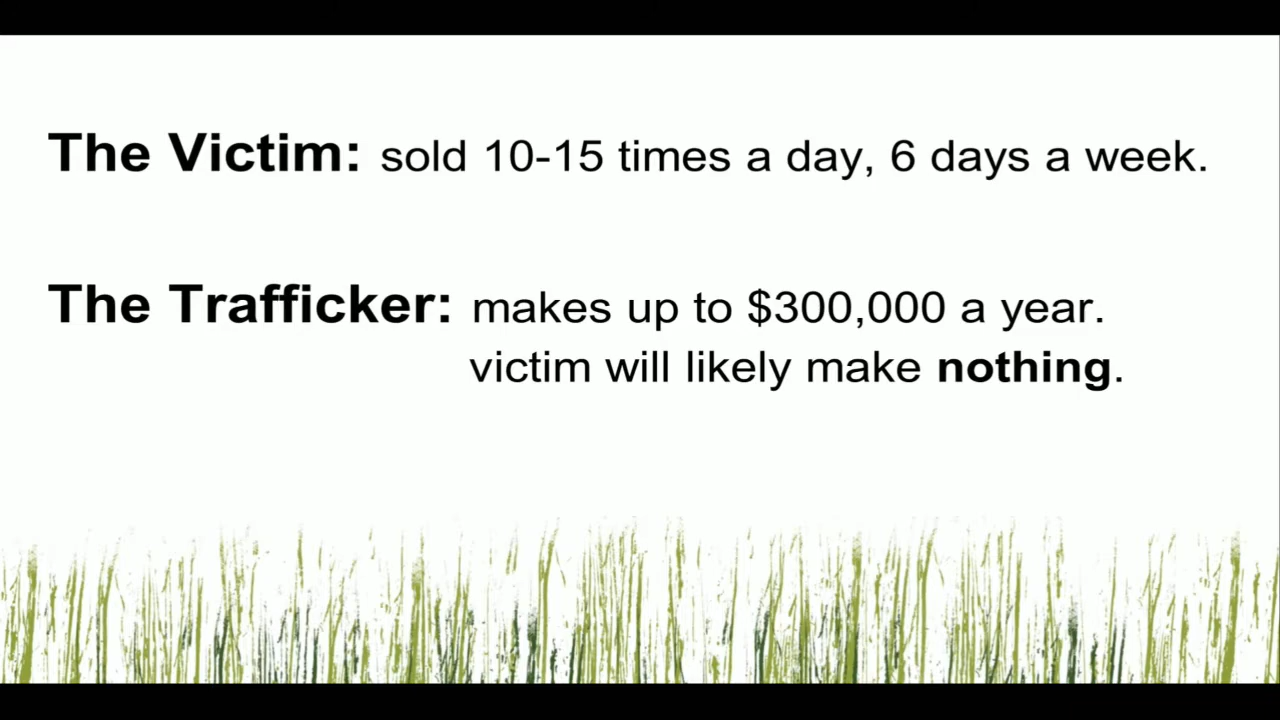 The Victim: sold 10-15 times a day, 6 days a week.
The Trafficker: makes up to $300,000 a year.
victim will likely make nothing.